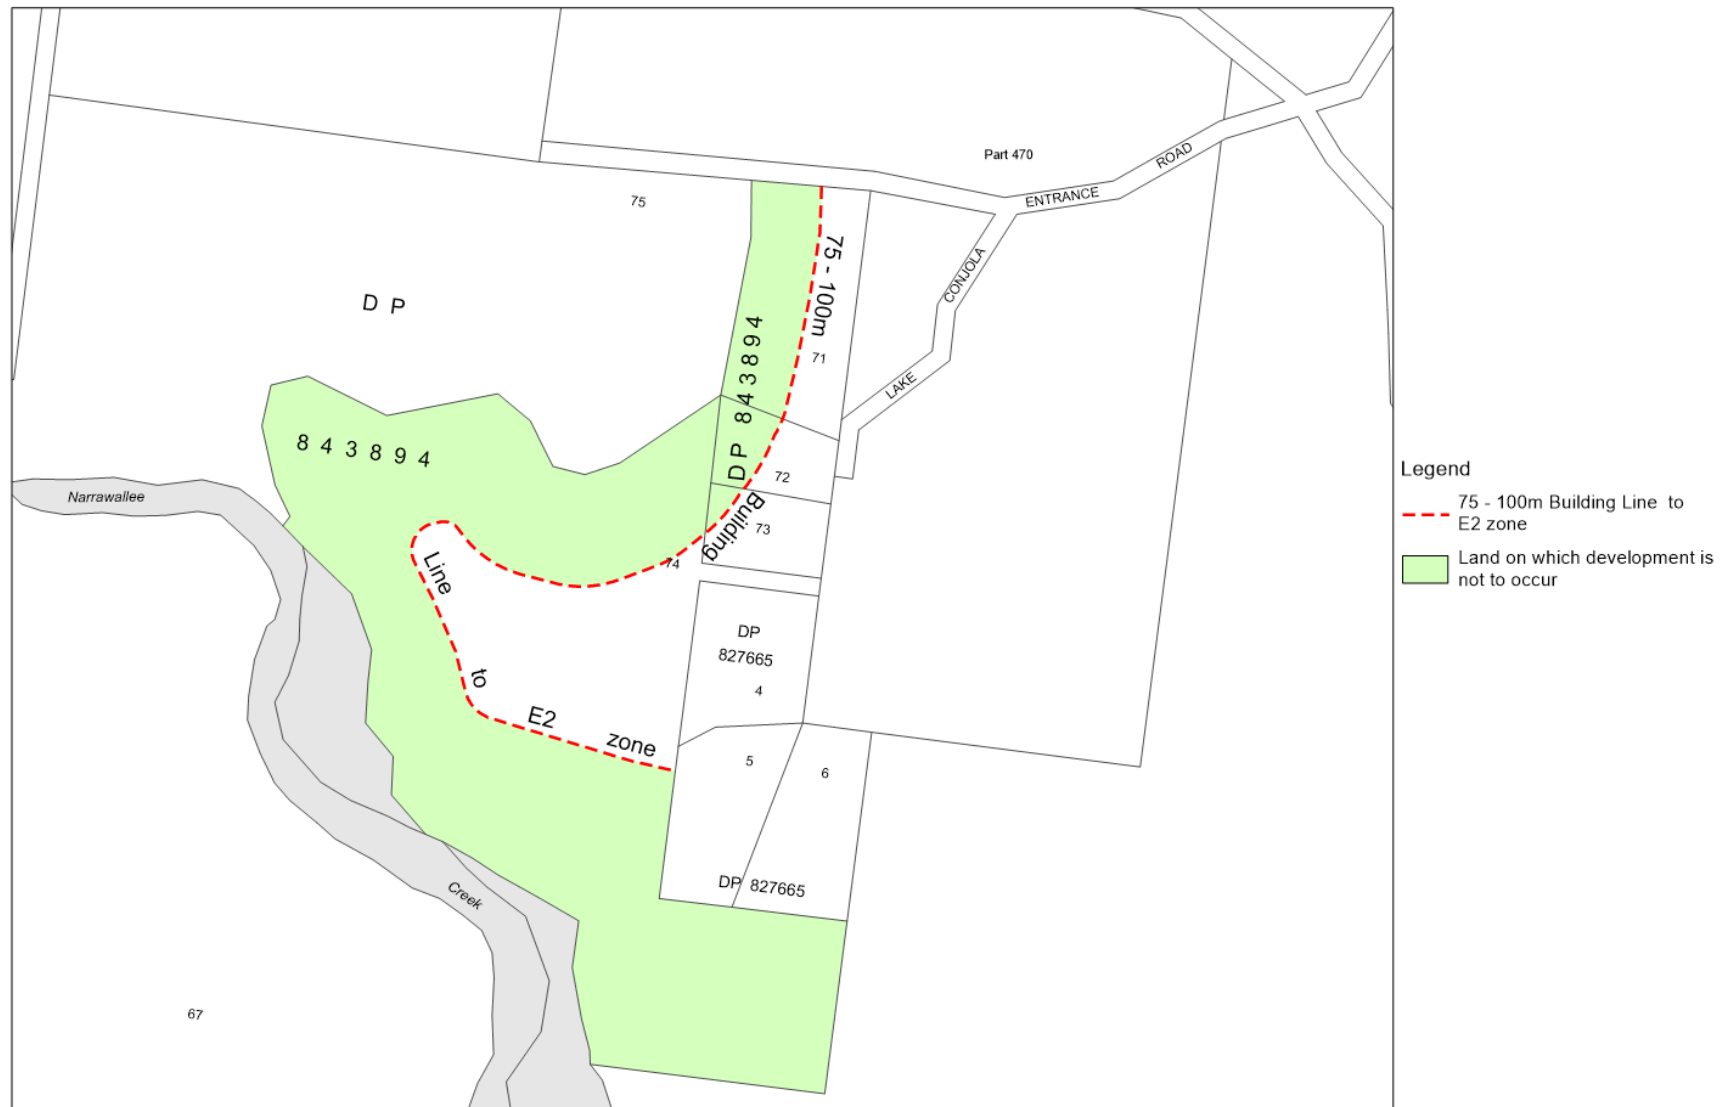 Part 470
ROAD
ENTRANCE
CONJOLA
LAKE
75
D P
843894
75 - 100m
71
DP 843894
72
Building
73
74
Narrawallee
Line
to
E2
zone
DP
827665
4
5
6
DP 827665
Creek
67
Legend
75 - 100m Building Line to
E2 zone
Land on which development is
not to occur